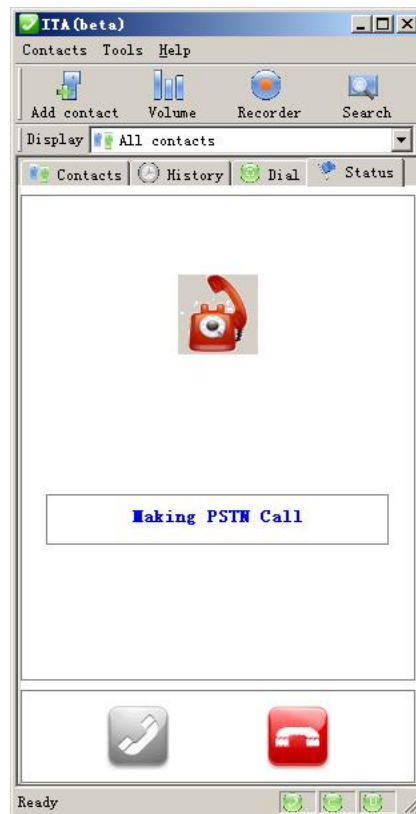 ITA(beta)
Contacts Tools Help
Add contact Volume Recorder Search
Display All contacts
Contacts History Dial Status
Making PSTN Call
Ready